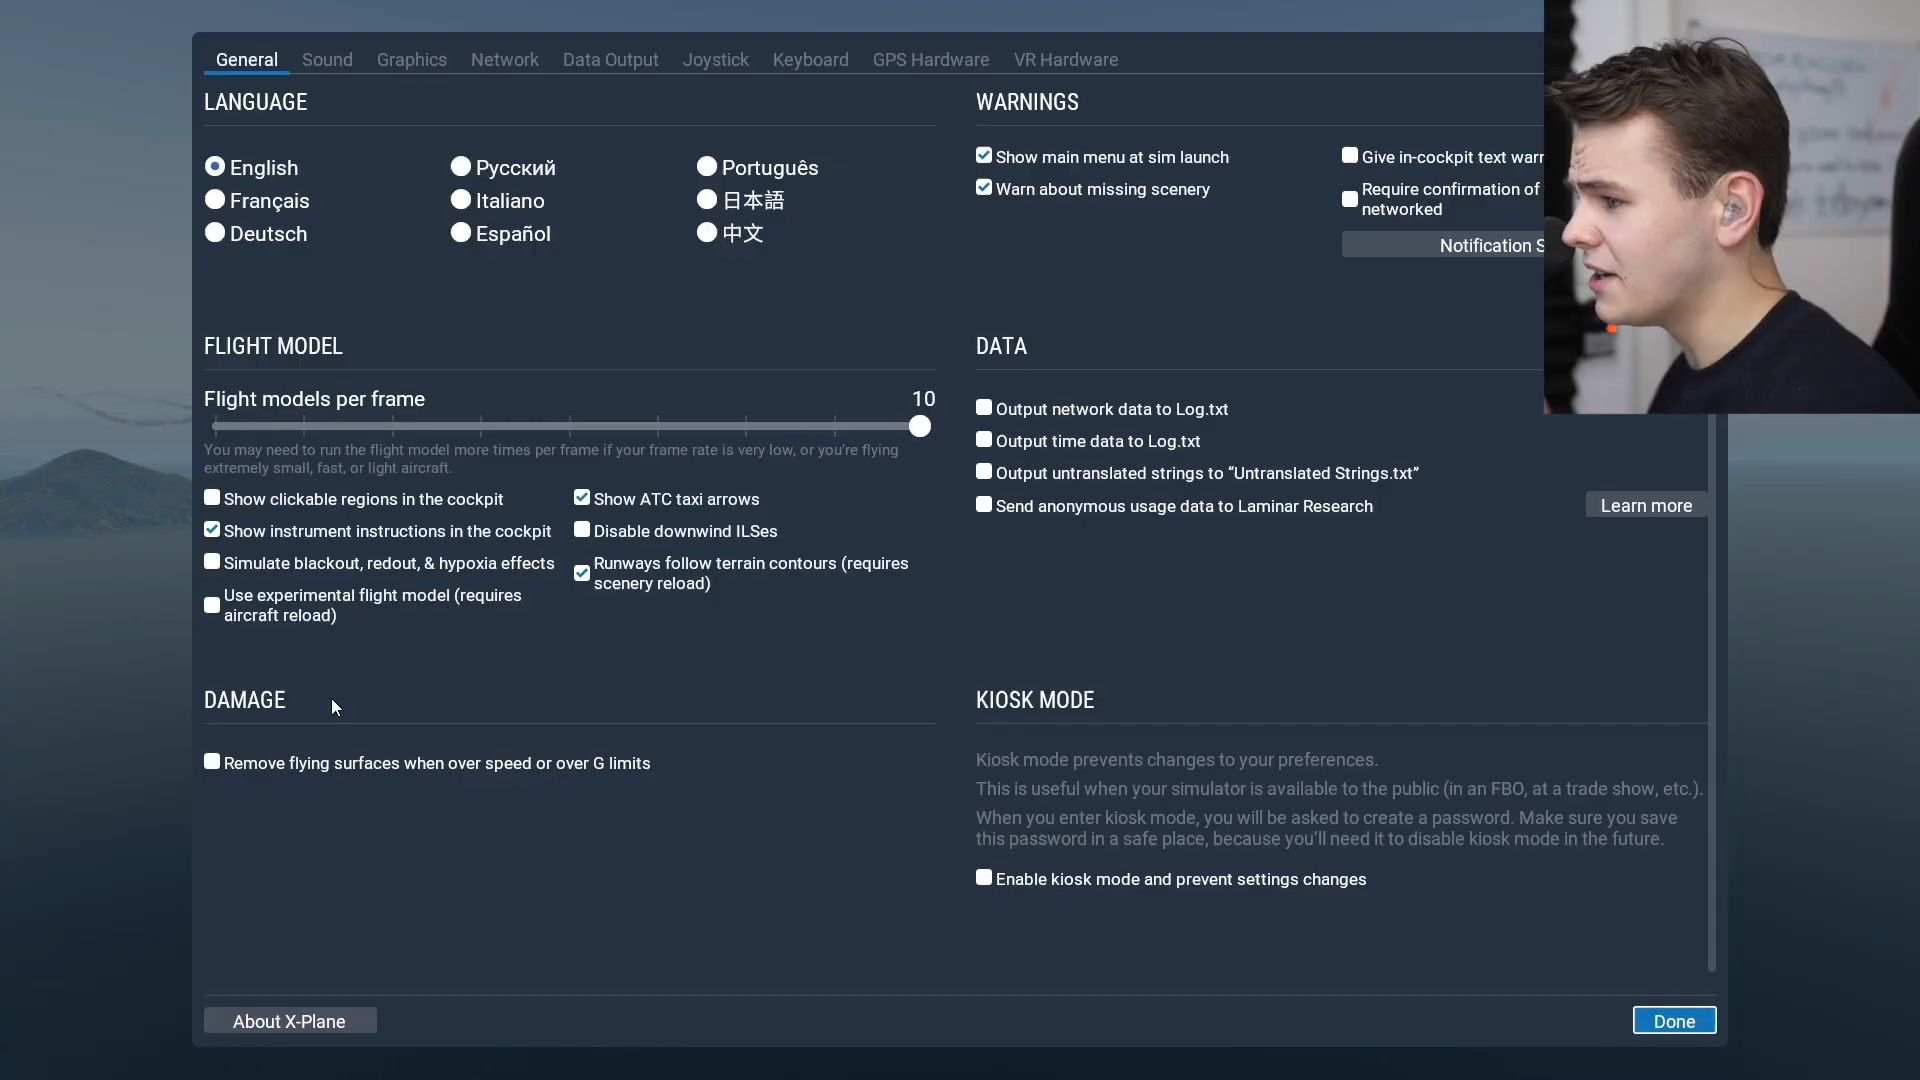 General Sound Graphics Network Data Output Joystick Keyboard GPS Hardware VR Hardware
LANGUAGE
English
Русский
Português
Français
Italiano
日本語
Deutsch
Español
中文
WARNINGS
Show main menu at sim launch
Warn about missing scenery
Give in-cockpit text
Require confirmation of
networked
Notification
FLIGHT MODEL
Flight models per frame 10
You may need to run the flight model more times per frame if your frame rate is very low, or you're flying
extremely small, fast, or light aircraft.
Show clickable regions in the cockpit
Show instrument instructions in the cockpit
Simulate blackout, redout, & hypoxia effects
Use experimental flight model (requires
aircraft reload)
Show ATC taxi arrows
Disable downwind ILSes
Runways follow terrain contours (requires
scenery reload)
DATA
Output network data to Log.txt
Output time data to Log.txt
Output untranslated strings to “Untranslated Strings.txt”
Send anonymous usage data to Laminar Research
Learn more
DAMAGE
Remove flying surfaces when over speed or over G limits
KIOSK MODE
Kiosk mode prevents changes to your preferences.
This is useful when your simulator is available to the public (in an FBO, at a trade show, etc.).
When you enter kiosk mode, you will be asked to create a password. Make sure you save
this password in a safe place, because you'll need it to disable kiosk mode in the future.
Enable kiosk mode and prevent settings changes
About X-Plane
Done